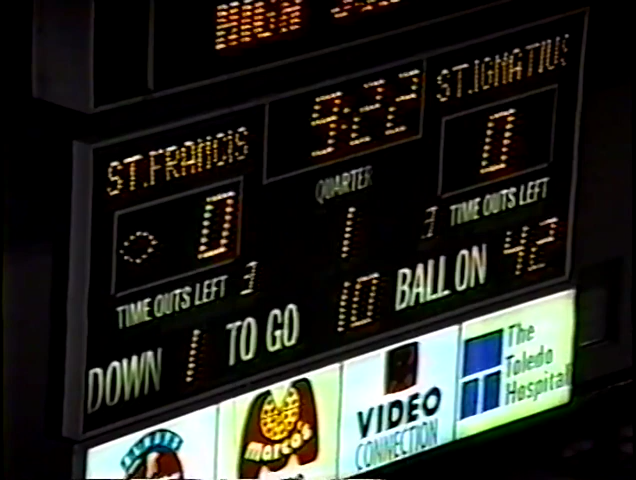 HIGH
ST.FRANCIS 9:22 ST.IGNATIUS
0 QUARTER 0
TIME OUTS LEFT 3 1 3 TIME OUTS LEFT
DOWN 1 TO GO 10 BALL ON 42
Marco's
VIDEO
CONNECTION
The
Toledo
Hospital